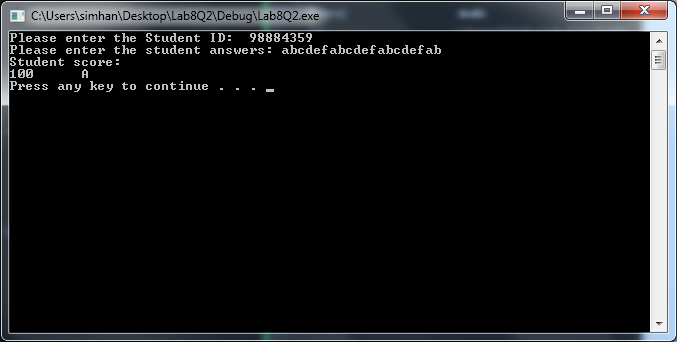 C:\Users\simhan\Desktop\Lab8Q2\Debug\Lab8Q2.exe
Please enter the Student ID:  98884359
Please enter the student answers: abcdefabcdefabcdefab
Student score:
100      A
Press any key to continue . . . _